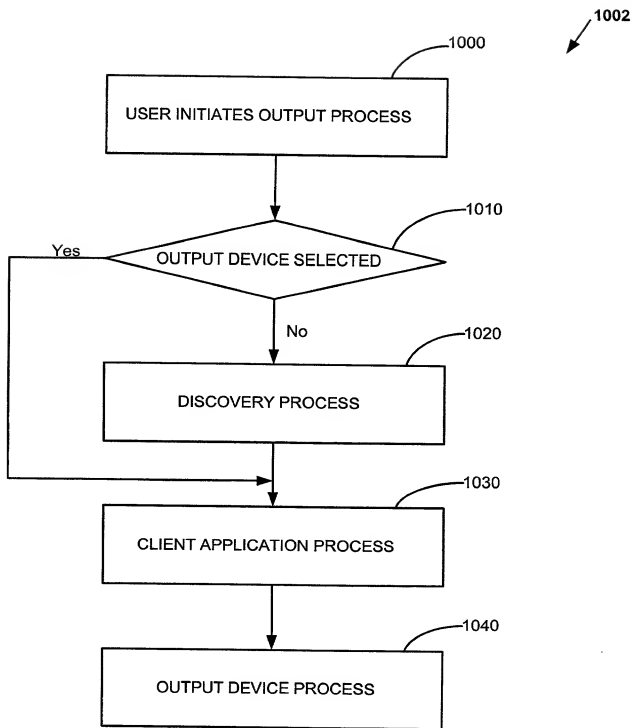 1002
1000
USER INITIATES OUTPUT PROCESS
1010
Yes
OUTPUT DEVICE SELECTED
No
1020
DISCOVERY PROCESS
1030
CLIENT APPLICATION PROCESS
1040
OUTPUT DEVICE PROCESS